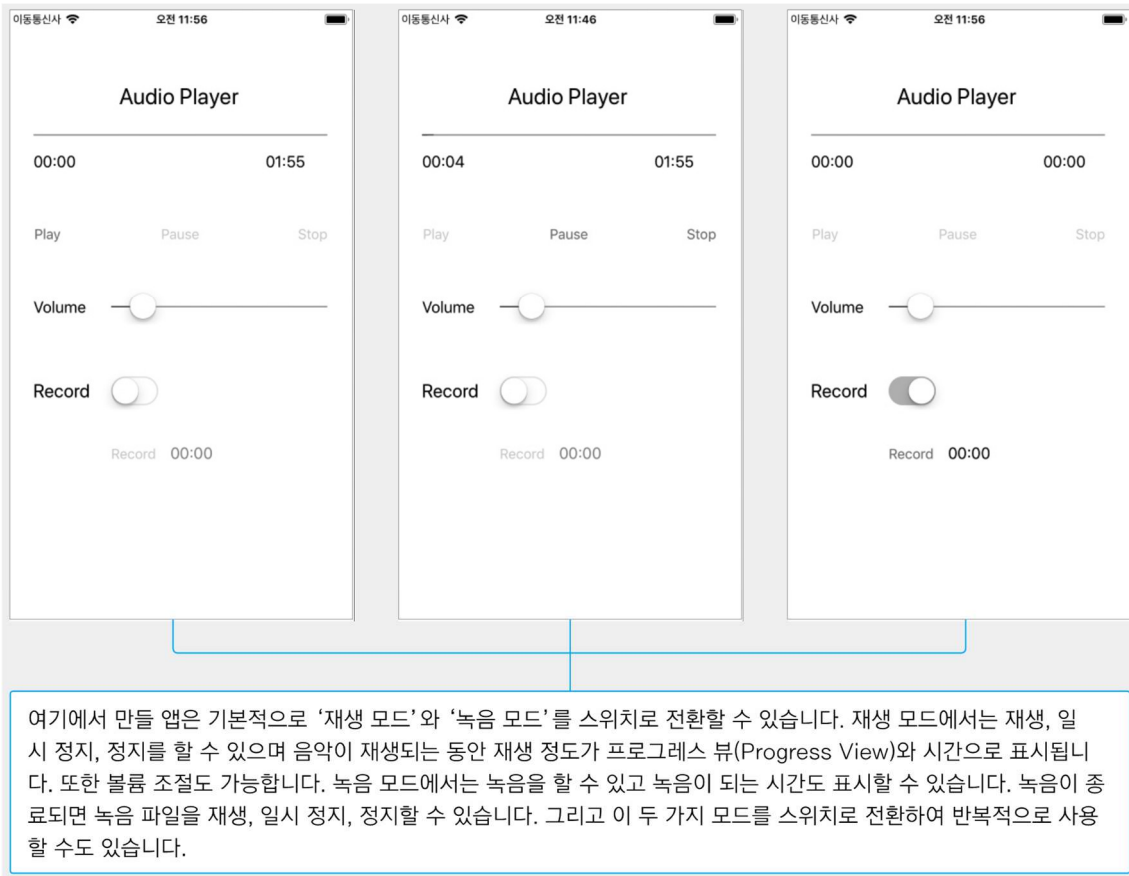 이동통신사 오전 11:56
Audio Player
00:00 01:55
Play Pause Stop
Volume
Record
Record 00:00
이동통신사 오전 11:46
Audio Player
00:04 01:55
Play Pause Stop
Volume
Record
Record 00:00
이동통신사 오전 11:56
Audio Player
00:00 00:00
Play Pause Stop
Volume
Record
Record 00:00
여기에서 만들 앱은 기본적으로 ‘재생 모드’와 ‘녹음 모드’를 스위치로 전환할 수 있습니다. 재생 모드에서는 재생, 일
시 정지, 정지를 할 수 있으며 음악이 재생되는 동안 재생 정도가 프로그레스 뷰(Progress View)와 시간으로 표시됩니
다. 또한 볼륨 조절도 가능합니다. 녹음 모드에서는 녹음을 할 수 있고 녹음이 되는 시간도 표시할 수 있습니다. 녹음이 종
료되면 녹음 파일을 재생, 일시 정지, 정지할 수 있습니다. 그리고 이 두 가지 모드를 스위치로 전환하여 반복적으로 사용
할 수도 있습니다.